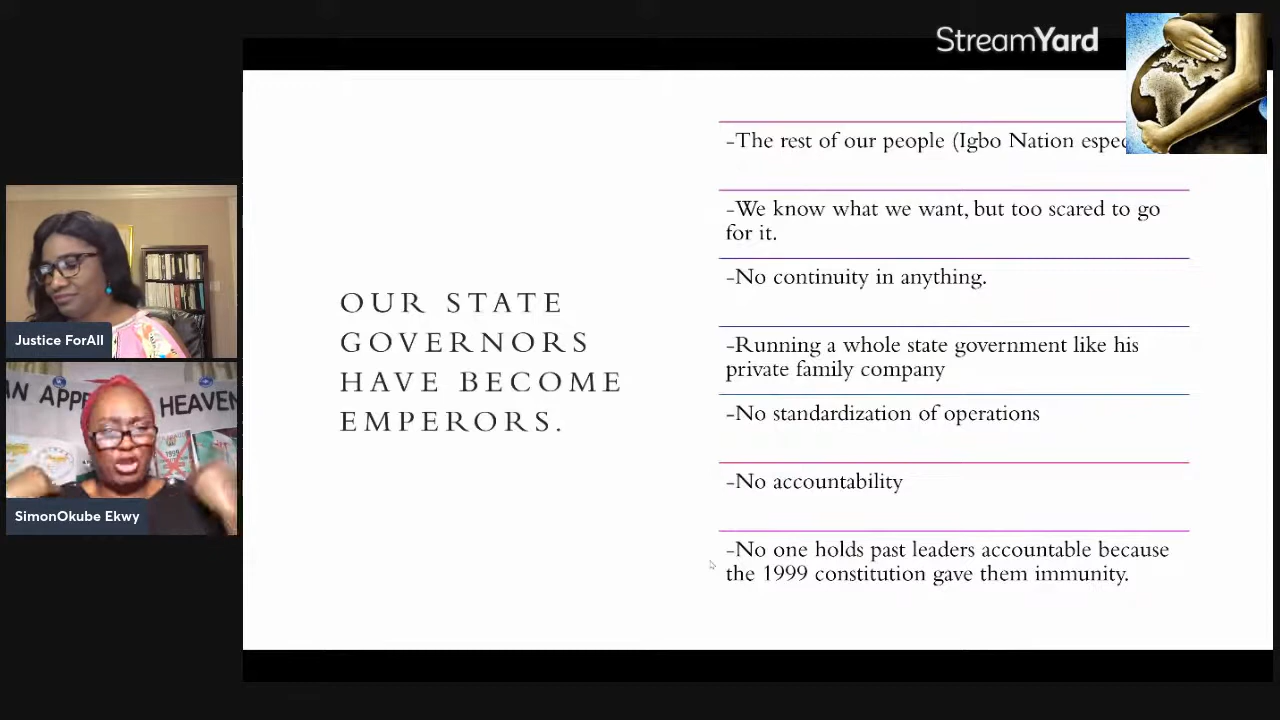 StreamYard
-The rest of our people (Igbo Nation
-We know what we want, but too scared to go
for it.
-No continuity in anything.
OUR STATE
GOVERNORS
HAVE BECOME
EMPERORS.
-Running a whole state government like his
private family company
-No standardization of operations
-No accountability
-No one holds past leaders accountable because
the 1999 constitution gave them immunity.
Justice ForAll
AN APPE HEAVEN
1999
SimonOkube Ekwy